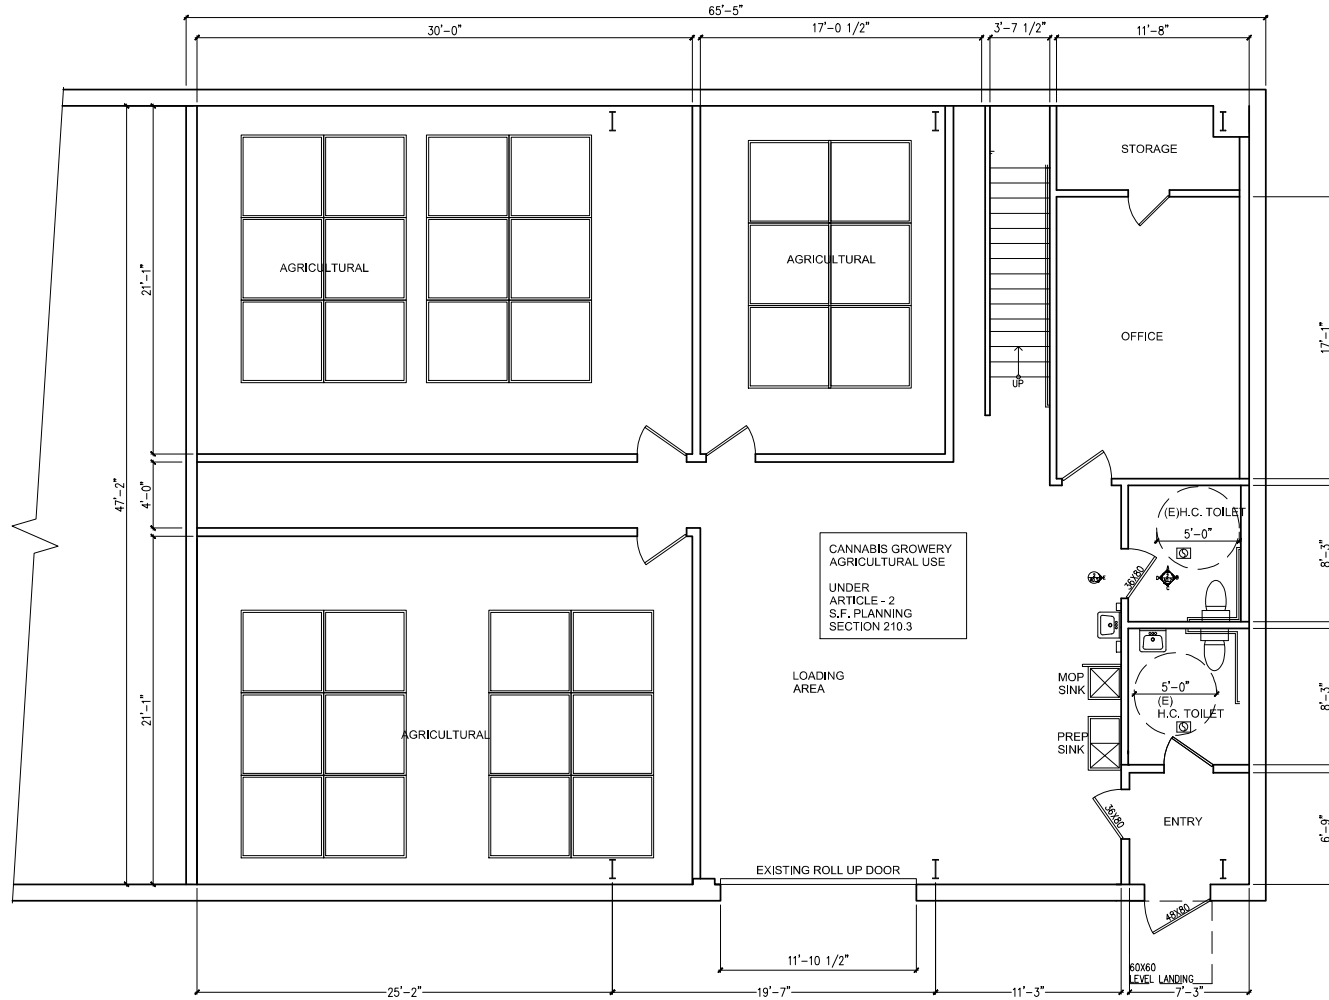 65'-5"
30'-0"
17'-0 1/2"
3'-7 1/2"
11'-8"
STORAGE
AGRICULTURAL
AGRICULTURAL
21'-1"
OFFICE
17'-1"
UP
47'-2"
4'-0"
(E)H.C. TOILET
5'-0"
CANNABIS GROWERY
AGRICULTURAL USE
UNDER
ARTICLE - 2
S.F. PLANNING
SECTION 210.3
36X80
8'-3"
LOADING
AREA
MOP
SINK
5'-0"
(E)
H.C. TOILET
8'-3"
21'-1"
AGRICULTURAL
PREP
SINK
36X80
ENTRY
6'-9"
EXISTING ROLL UP DOOR
48X80
11'-10 1/2"
60X60
LEVEL LANDING
25'-2"
19'-7"
11'-3"
7'-3"